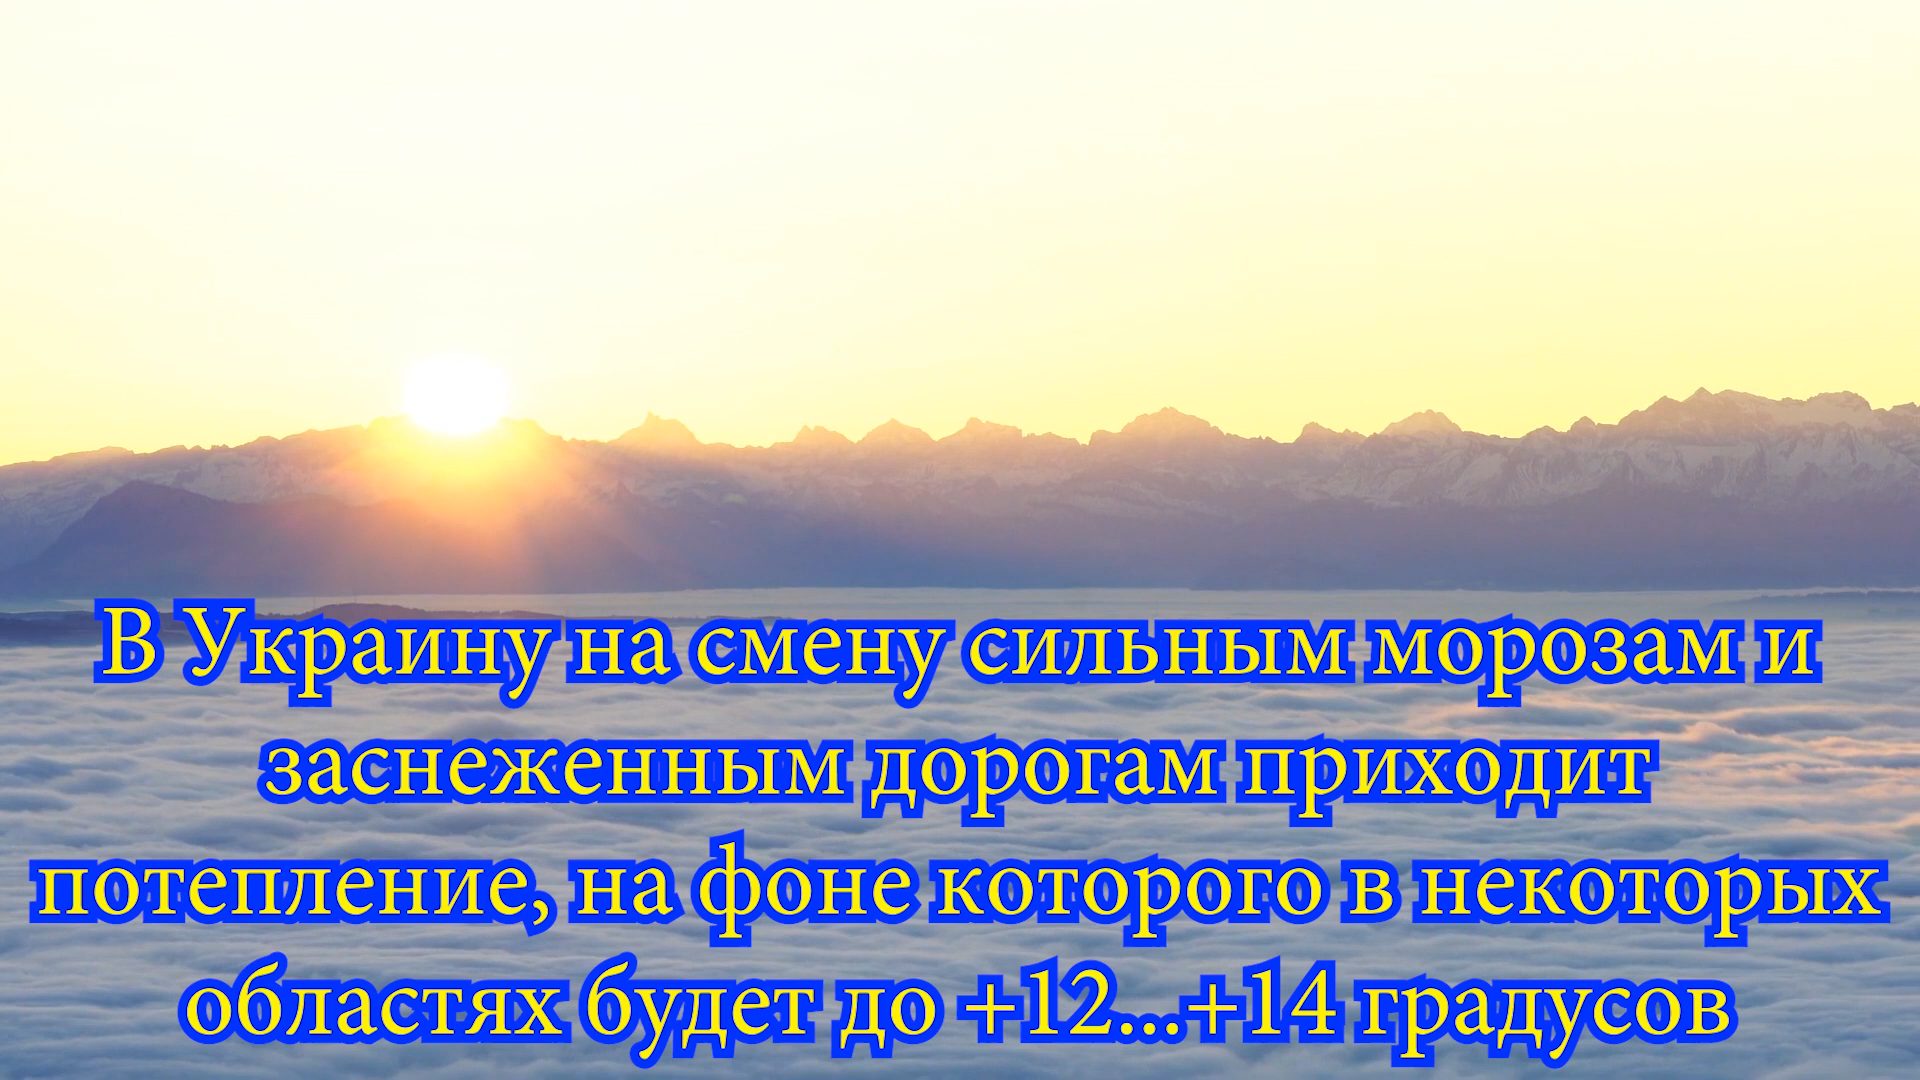 В Украину на смену сильным морозам и
заснеженным дорогам приходит
потепление, на фоне которого в некоторых
областях будет до +12...+14 градусов